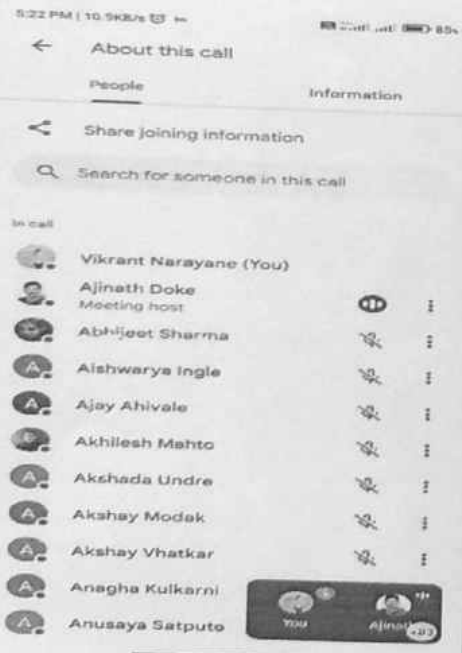 5:22 PM | 10.9KB/s
85%
About this call
People
Information
Share joining information
Search for someone in this call
In call
Vikrant Narayane (You)
Ajinath Doke
Meeting host
Abhijeet Sharma
A Aishwarya Ingle
A Ajay Ahivale
Akhilesh Mahto
A Akshada Undre
A Akshay Modak
A Akshay Vhatkar
A Anagha Kulkarni
A Anusaya Satpute
You